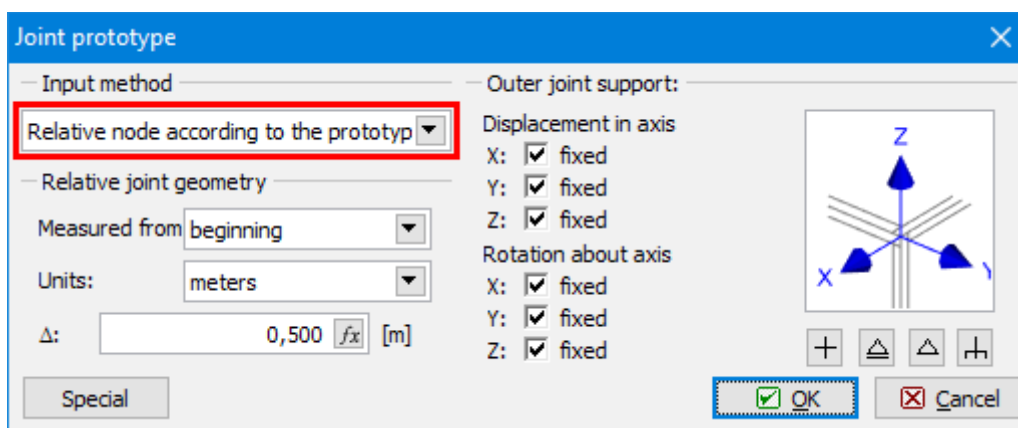 Joint prototype
Input method
Relative node according to the prototyp
Relative joint geometry
Measured from beginning
Units: meters
Δ: 0,500 fx [m]
Special
Outer joint support:
Displacement in axis
X: fixed
Y: fixed
Z: fixed
Rotation about axis
X: fixed
Y: fixed
Z: fixed
Z
X
Y
OK
Cancel